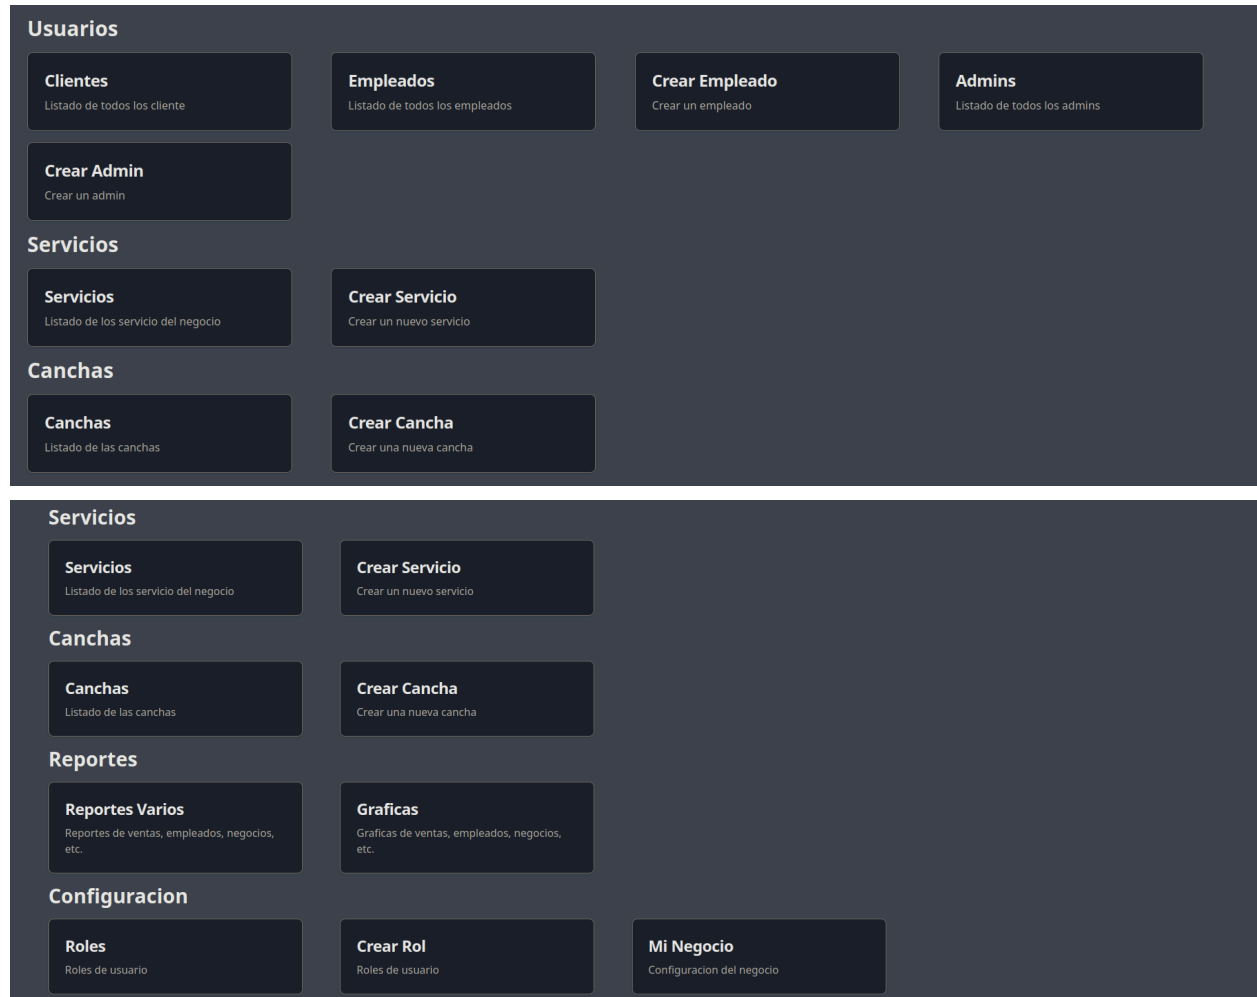 Usuarios
Clientes
Listado de todos los cliente
Empleados
Listado de todos los empleados
Crear Empleado
Crear un empleado
Admins
Listado de todos los admins
Crear Admin
Crear un admin
Servicios
Servicios
Listado de los servicio del negocio
Crear Servicio
Crear un nuevo servicio
Canchas
Canchas
Listado de las canchas
Crear Cancha
Crear una nueva cancha
Servicios
Servicios
Listado de los servicio del negocio
Crear Servicio
Crear un nuevo servicio
Canchas
Canchas
Listado de las canchas
Crear Cancha
Crear una nueva cancha
Reportes
Reportes Varios
Reportes de ventas, empleados, negocios,
etc.
Graficas
Graficas de ventas, empleados, negocios,
etc.
Configuracion
Roles
Roles de usuario
Crear Rol
Roles de usuario
Mi Negocio
Configuracion del negocio